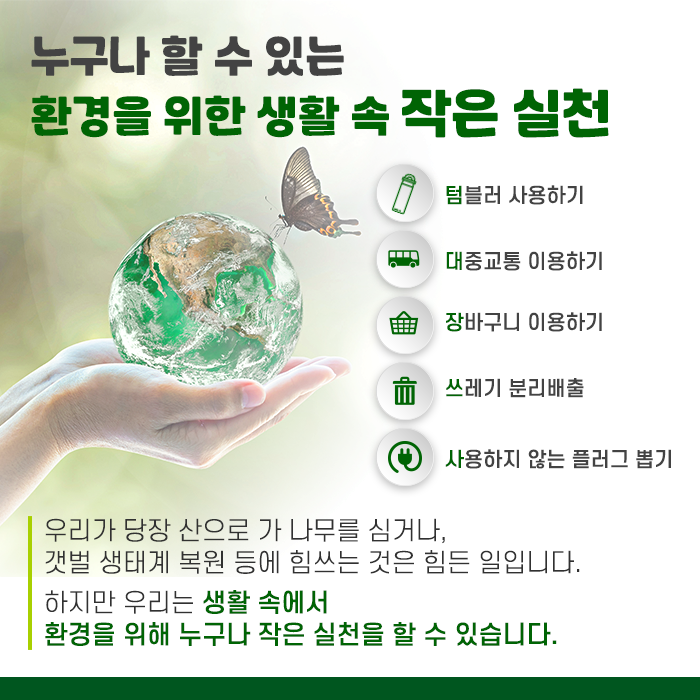 누구나 할 수 있는
환경을 위한 생활 속 작은 실천
텀블러 사용하기
대중교통 이용하기
장바구니 이용하기
쓰레기 분리배출
사용하지 않는 플러그 뽑기
우리가 당장 산으로 가 나무를 심거나,
갯벌 생태계 복원 등에 힘쓰는 것은 힘든 일입니다.
하지만 우리는 생활 속에서
환경을 위해 누구나 작은 실천을 할 수 있습니다.